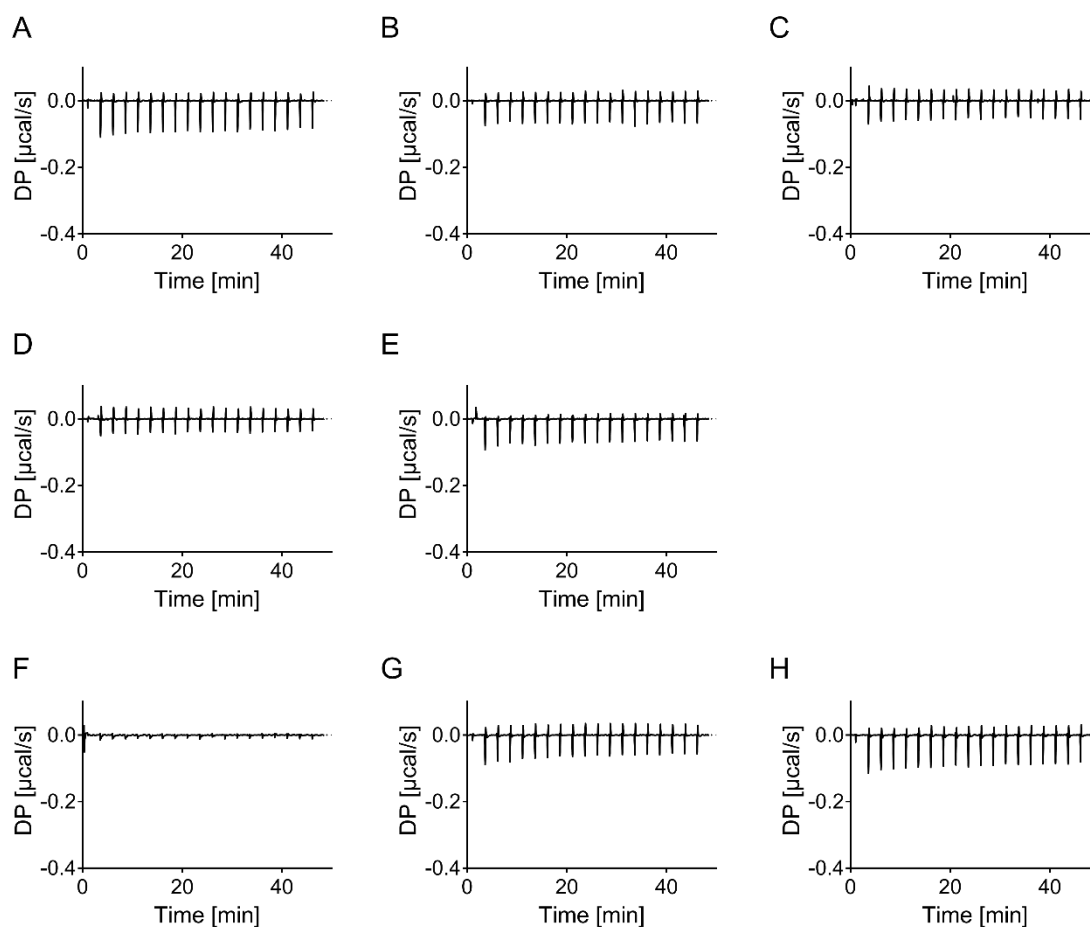 A B C
0.0 0.0 0.0
-0.2 -0.2 -0.2
-0.4 -0.4 -0.4
DP [µcal/s] DP [µcal/s] DP [µcal/s]
0 20 40 0 20 40 0 20 40
Time [min] Time [min] Time [min]
D E
0.0 0.0
-0.2 -0.2
-0.4 -0.4
DP [µcal/s] DP [µcal/s]
0 20 40 0 20 40
Time [min] Time [min]
F G H
0.0 0.0 0.0
-0.2 -0.2 -0.2
-0.4 -0.4 -0.4
DP [µcal/s] DP [µcal/s] DP [µcal/s]
0 20 40 0 20 40 0 20 40
Time [min] Time [min] Time [min]